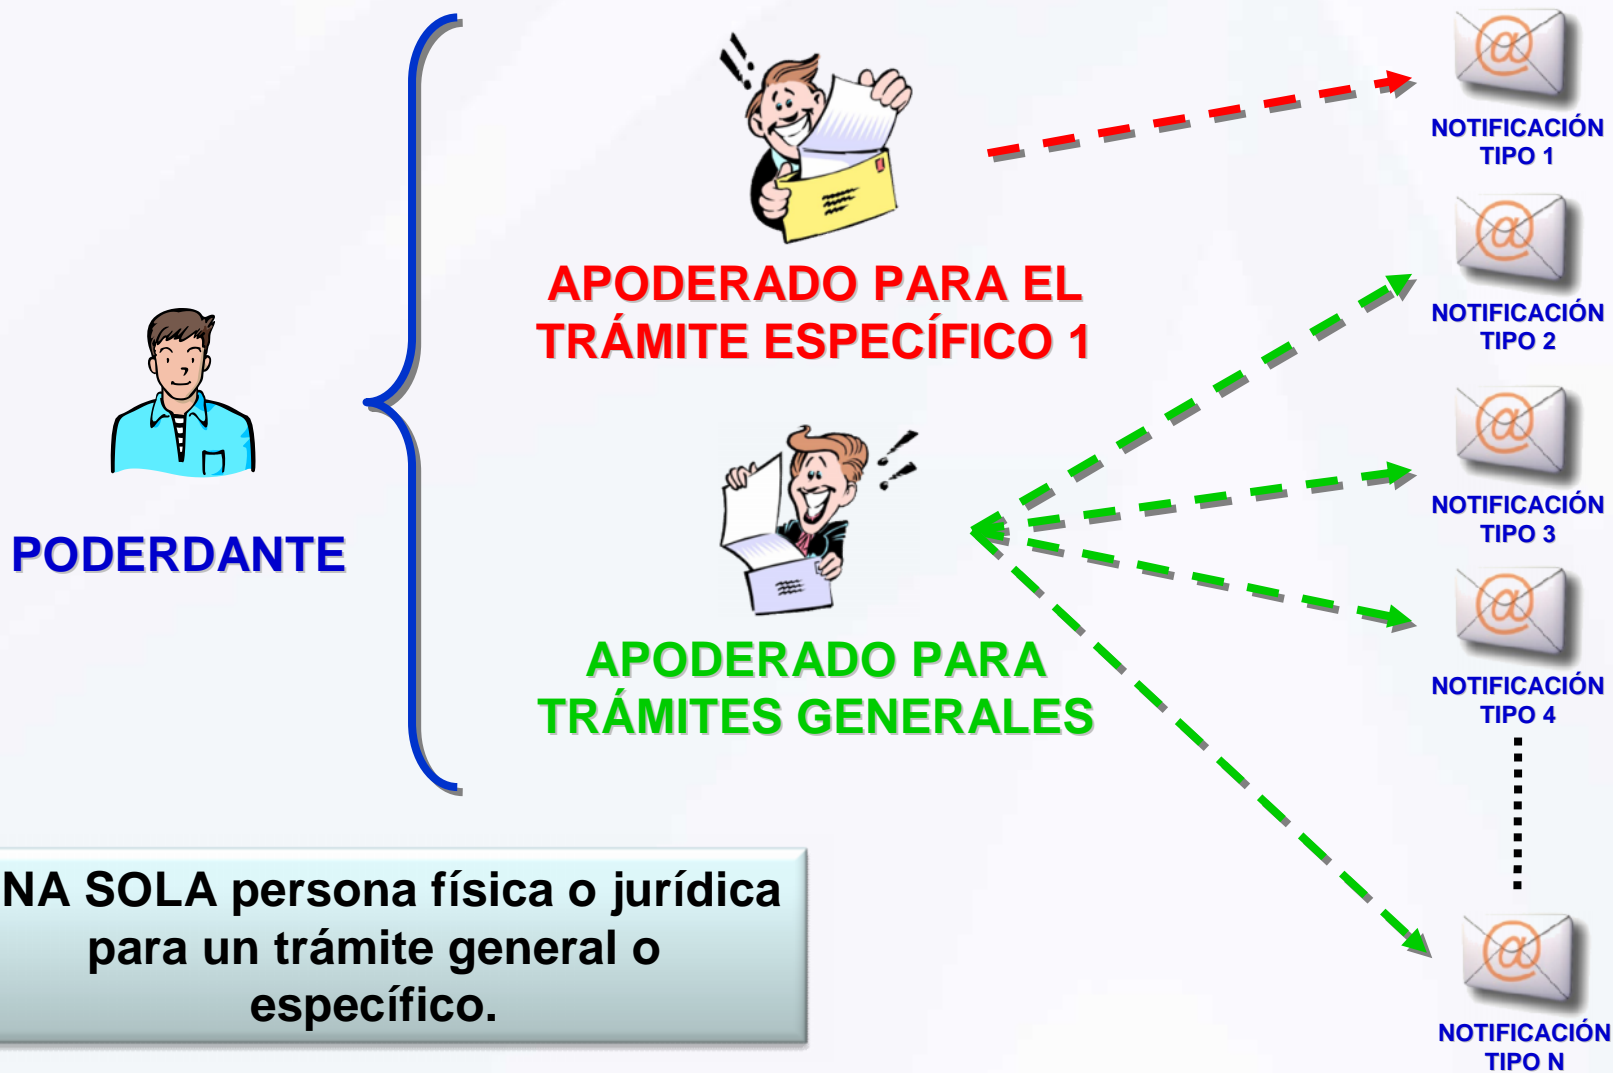 NOTIFICACIÓN
TIPO 1
APODERADO PARA EL
TRÁMITE ESPECÍFICO 1
NOTIFICACIÓN
TIPO 2
NOTIFICACIÓN
TIPO 3
PODERDANTE
APODERADO PARA
TRÁMITES GENERALES
NOTIFICACIÓN
TIPO 4
NA SOLA persona física o jurídica
para un trámite general o
específico.
NOTIFICACIÓN
TIPO N